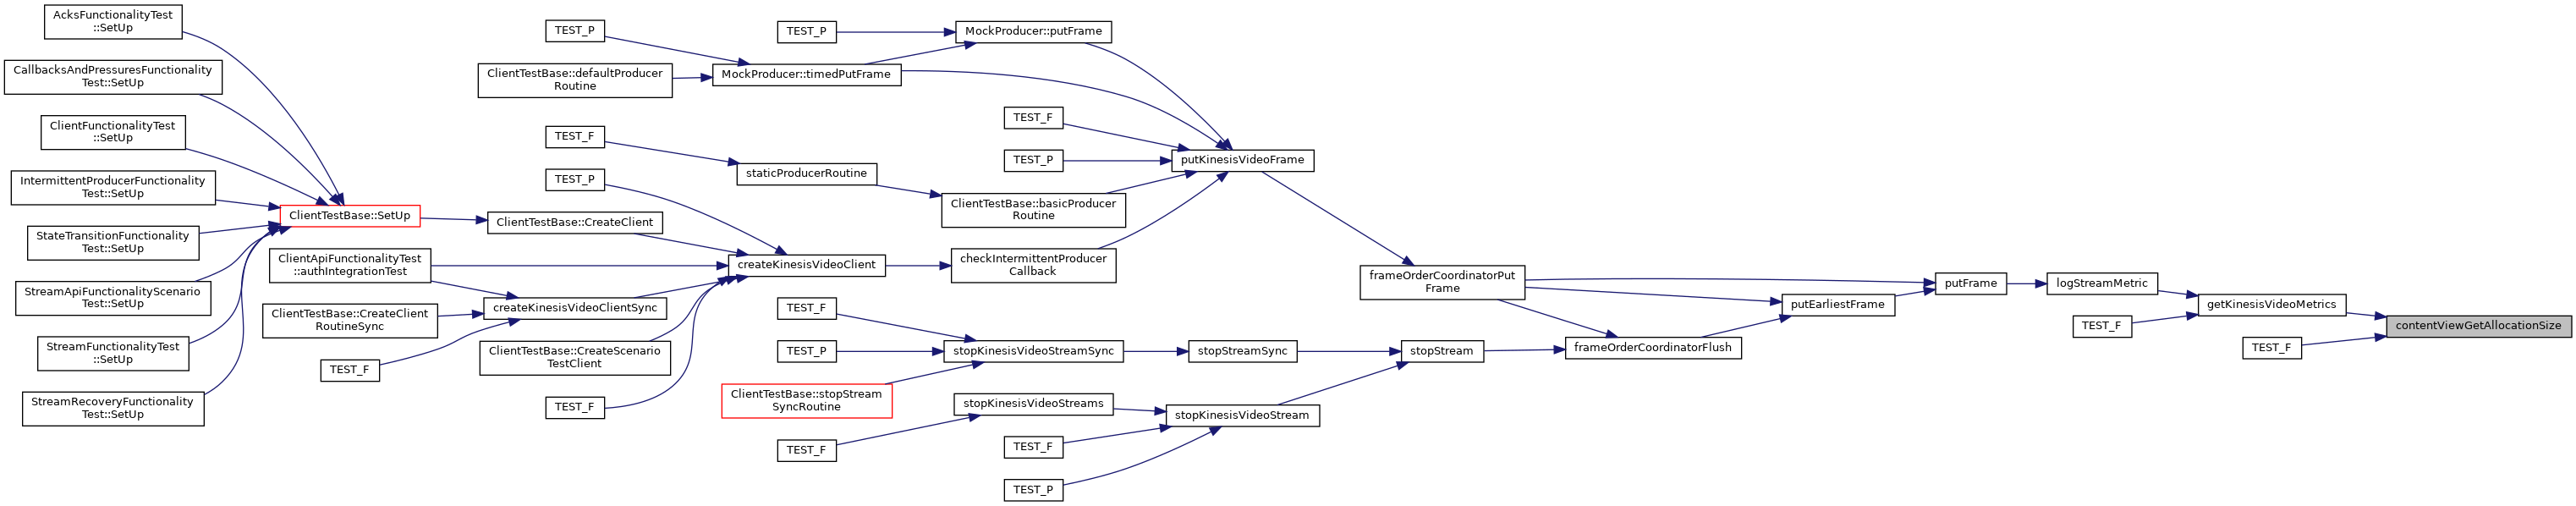 AcksFunctionalityTest
::SetUp
CallbacksAndPressuresFunctionality
Test::SetUp
ClientFunctionalityTest
::SetUp
IntermittentProducerFunctionality
Test::SetUp
StateTransitionFunctionality
Test::SetUp
StreamApiFunctionalityScenario
Test::SetUp
StreamFunctionalityTest
::SetUp
StreamRecoveryFunctionality
Test::SetUp
ClientTestBase::SetUp
ClientApiFunctionalityTest
::authIntegrationTest
ClientTestBase::CreateClient
RoutineSync
TEST_F
TEST_P
ClientTestBase::defaultProducer
Routine
TEST_F
TEST_P
ClientTestBase::CreateClient
createKinesisVideoClientSync
ClientTestBase::CreateScenario
TestClient
TEST_F
TEST_P
MockProducer::timedPutFrame
staticProducerRoutine
createKinesisVideoClient
TEST_F
TEST_P
ClientTestBase::stopStream
SyncRoutine
TEST_F
MockProducer::putFrame
TEST_F
TEST_P
ClientTestBase::basicProducer
Routine
checkIntermittentProducer
Callback
stopKinesisVideoStreamSync
stopKinesisVideoStreams
TEST_F
TEST_P
putKinesisVideoFrame
stopStreamSync
stopKinesisVideoStream
frameOrderCoordinatorPut
Frame
stopStream
frameOrderCoordinatorFlush
putEarliestFrame
putFrame
logStreamMetric
TEST_F
getKinesisVideoMetrics
TEST_F
contentViewGetAllocationSize